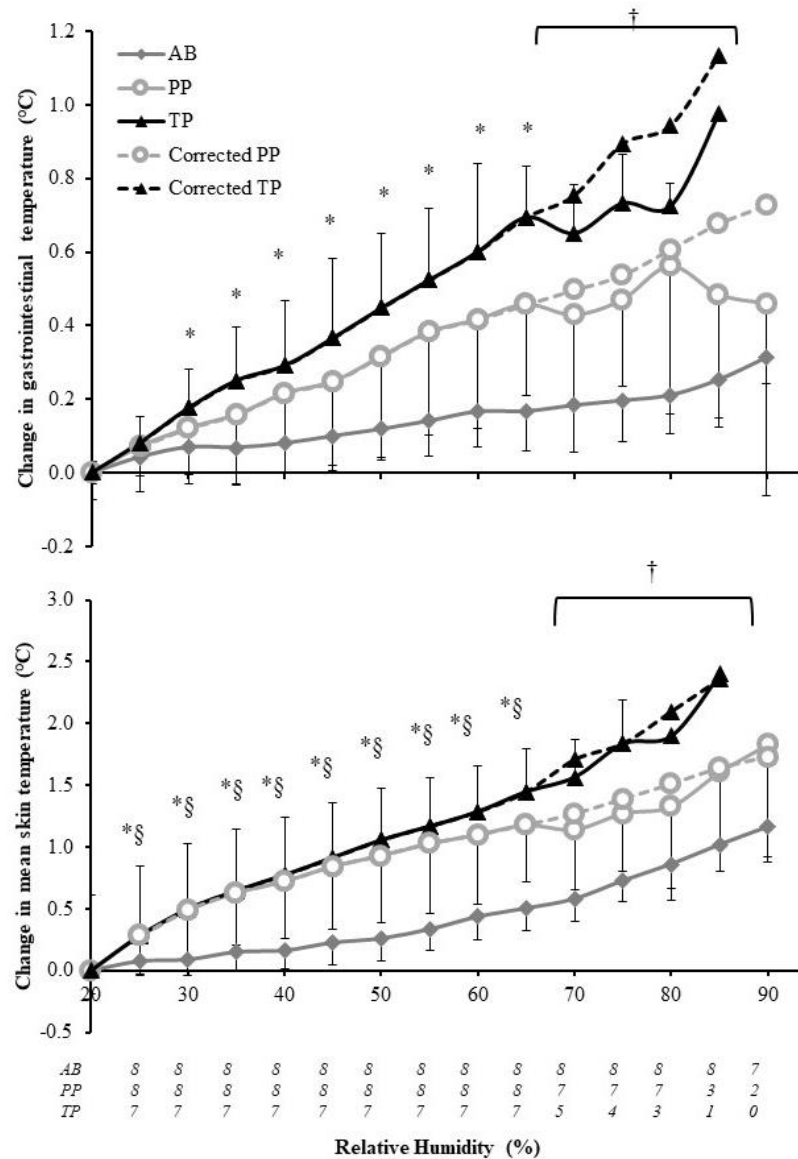 †
1.2
AB
PP
1.0
TP
Corrected PP
0.8
Corrected TP
* * * * * * * *
0.6
0.4
0.2
0.0
-0.2
Change in gastrointestinal temperature (°C)
†
3.0
2.5
2.0
*§ *§ *§ *§ *§ *§ *§ *§ *§
1.5
1.0
0.5
0.0
20 30 40 50 60 70 80 90
-0.5
Change in mean skin temperature (°C)
AB 8 8 8 8 8 8 8 8 8 8 8 8 8 7
PP 8 8 8 8 8 8 8 8 8 7 7 7 3 2
TP 7 7 7 7 7 7 7 7 7 5 4 3 1 0
Relative Humidity (%)